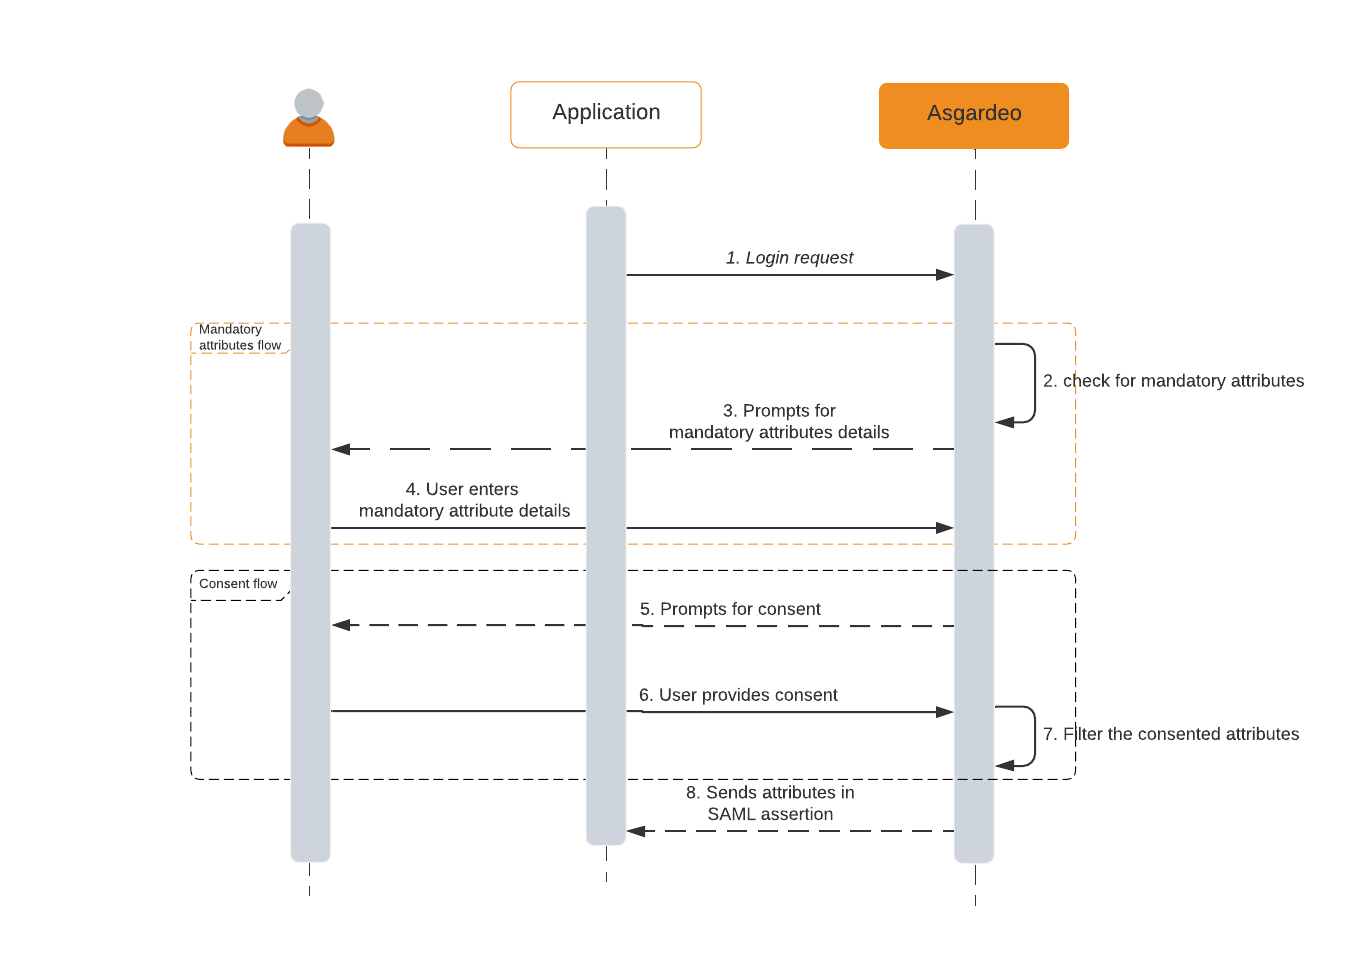 Application
Asgardeo
1. Login request
Mandatory
attributes flow
2. check for mandatory attributes
3. Prompts for
mandatory attributes details
4. User enters
mandatory attribute details
Consent flow
5. Prompts for consent
6. User provides consent
7. Filter the consented attributes
8. Sends attributes in
SAML assertion